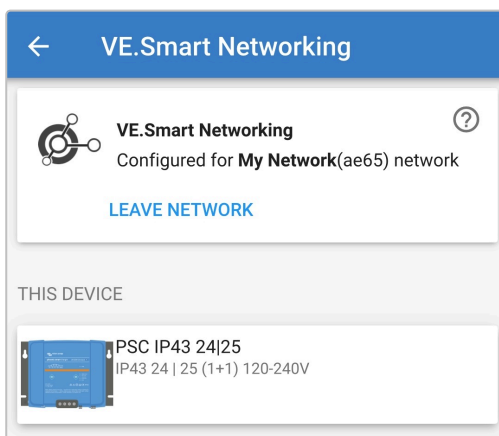 VE.Smart Networking
VE.Smart Networking
Configured for My Network(ae65) network
LEAVE NETWORK
THIS DEVICE
PSC IP43 24|25
IP43 24 | 25 (1+1) 120-240V